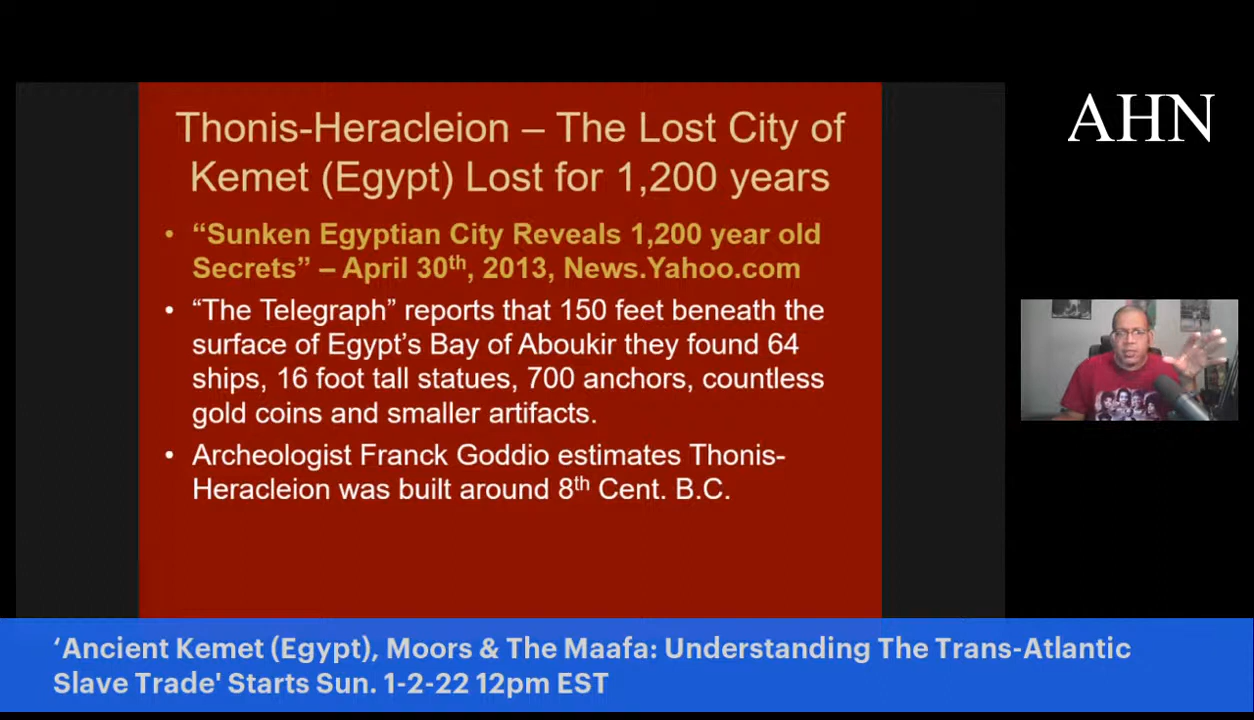 Thonis-Heracleion – The Lost City of
Kemet (Egypt) Lost for 1,200 years
• “Sunken Egyptian City Reveals 1,200 year old
Secrets” – April 30th, 2013, News.Yahoo.com
• “The Telegraph” reports that 150 feet beneath the
surface of Egypt’s Bay of Aboukir they found 64
ships, 16 foot tall statues, 700 anchors, countless
gold coins and smaller artifacts.
• Archeologist Franck Goddio estimates Thonis-
Heracleion was built around 8th Cent. B.C.
AHN
‘Ancient Kemet (Egypt), Moors & The Maafa: Understanding The Trans-Atlantic
Slave Trade' Starts Sun. 1-2-22 12pm EST